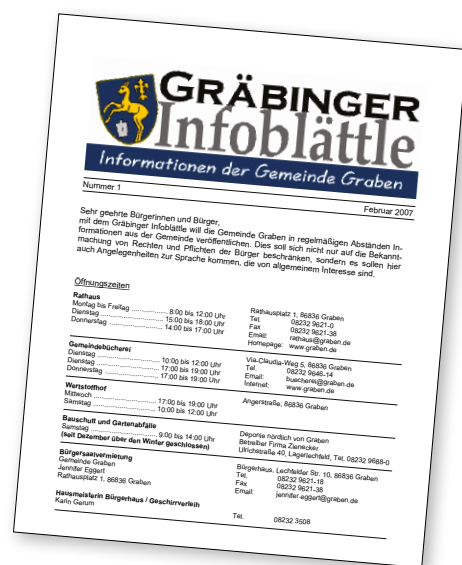 GRÄBINGER
Infoblättle
Informationen der Gemeinde Graben
Nummer 1 Februar 2007
Sehr geehrte Bürgerinnen und Bürger,
mit dem Gräbinger Infoblättle will die Gemeinde Graben in regelmäßigen Abständen In-
formationen aus der Gemeinde veröffentlichen. Dies soll sich nicht nur auf die Bekannt-
machung von Rechten und Pflichten der Bürger beschränken, sondern es sollen hier
auch Angelegenheiten zur Sprache kommen, die von allgemeinem Interesse sind.
Öffnungszeiten
Rathaus
Montag bis Freitag ................. 8:00 bis 12:00 Uhr
Dienstag ................. 15:00 bis 18:00 Uhr
Donnerstag ................. 14:00 bis 17:00 Uhr
Rathausplatz 1, 86836 Graben
Tel. 08232 9621-0
Fax 08232 9621-38
Email: rathaus@graben.de
Homepage: www.graben.de
Gemeindebücherei
Dienstag ................. 10:00 bis 12:00 Uhr
Dienstag ................. 17:00 bis 19:00 Uhr
Donnerstag ................. 17:00 bis 19:00 Uhr
Via-Claudia-Weg 5, 86836 Graben
Tel. 08232 9646-14
Email: buecherei@graben.de
Internet: www.graben.de
Wertstoffhof
Mittwoch ................. 17:00 bis 19:00 Uhr
Samstag ................. 10:00 bis 12:00 Uhr
Angerstraße, 86836 Graben
Bauschutt und Gartenabfälle
Samstag ................. 9:00 bis 14:00 Uhr
(seit Dezember über den Winter geschlossen)
Deponie nördlich von Graben
Betreiber Firma Zienecker
Ulrichstraße 40, Lagerlechfeld, Tel. 08232 9688-0
Bürgersaalvermietung
Gemeinde Graben
Jennifer Eggert
Rathausplatz 1, 86836 Graben
Bürgerhaus, Lechfelder Str. 10, 86836 Graben
Tel. 08232 9621-18
Fax 08232 9621-38
Email: jennifer.eggert@graben.de
Hausmeisterin Bürgerhaus / Geschirrverleih
Karin Gerum
Tel. 08232 3508